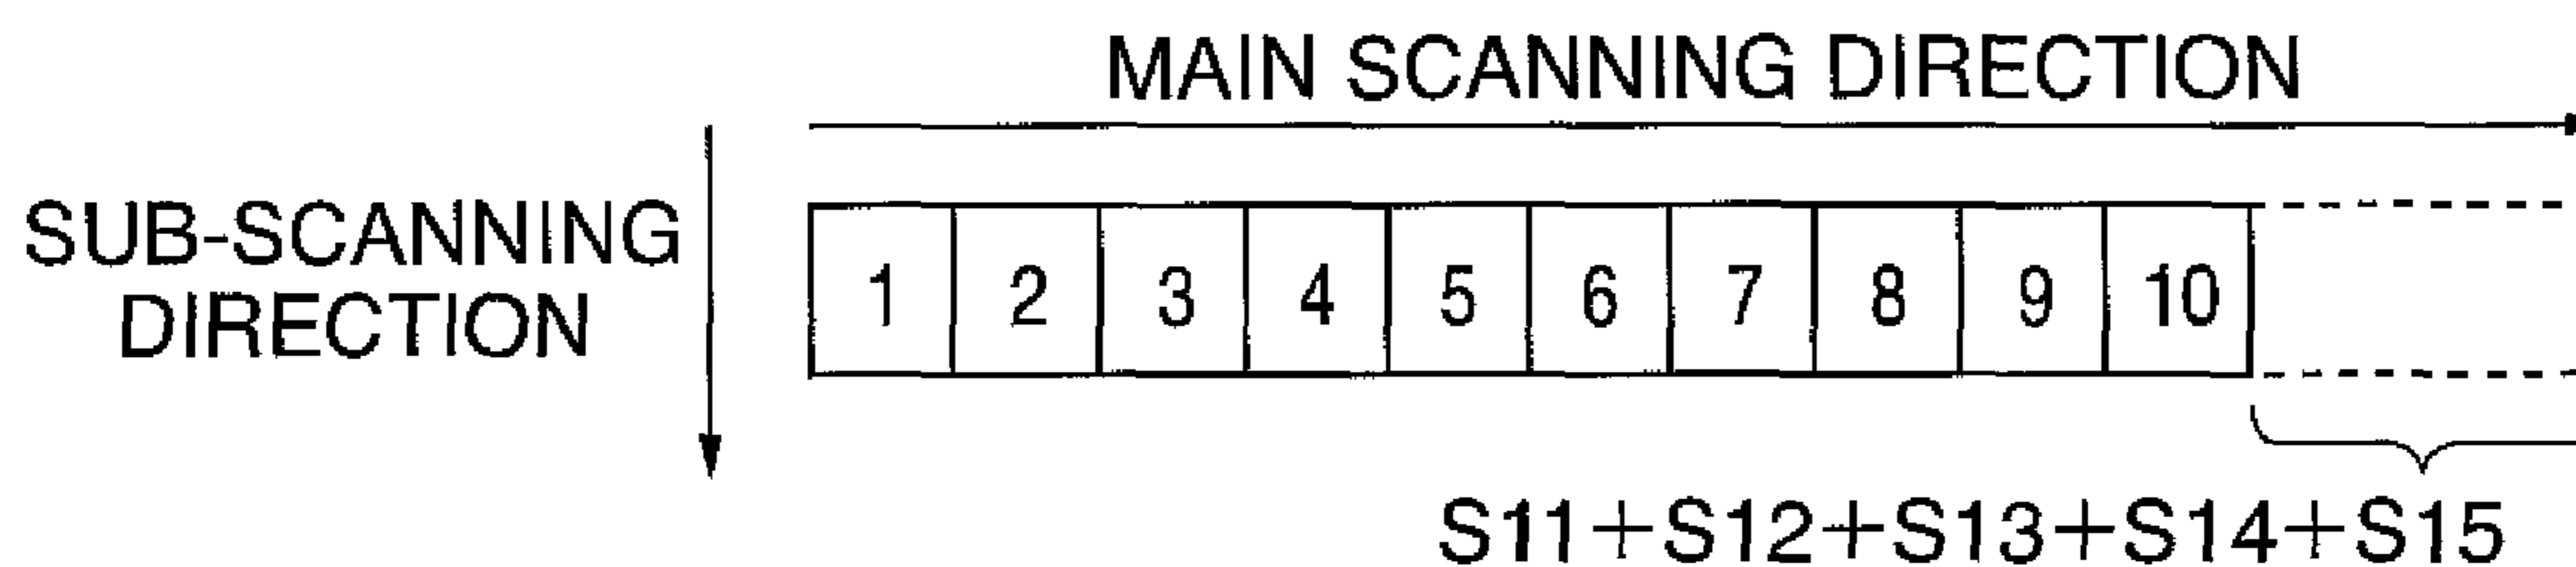 MAIN SCANNING DIRECTION
SUB-SCANNING
DIRECTION
1 2 3 4 5 6 7 8 9 10
S11+S12+S13+S14+S15